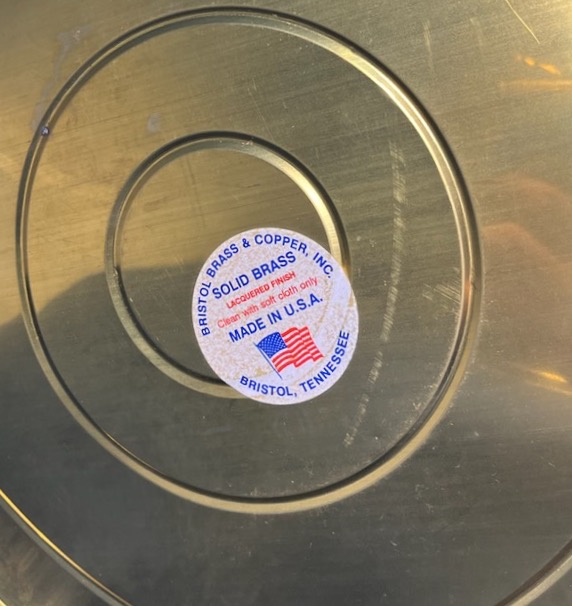 BRISTOL BRASS & COPPER, INC.
SOLID BRASS
LACQUERED FINISH
Clean with soft cloth only
MADE IN U.S.A.
BRISTOL, TENNESSEE